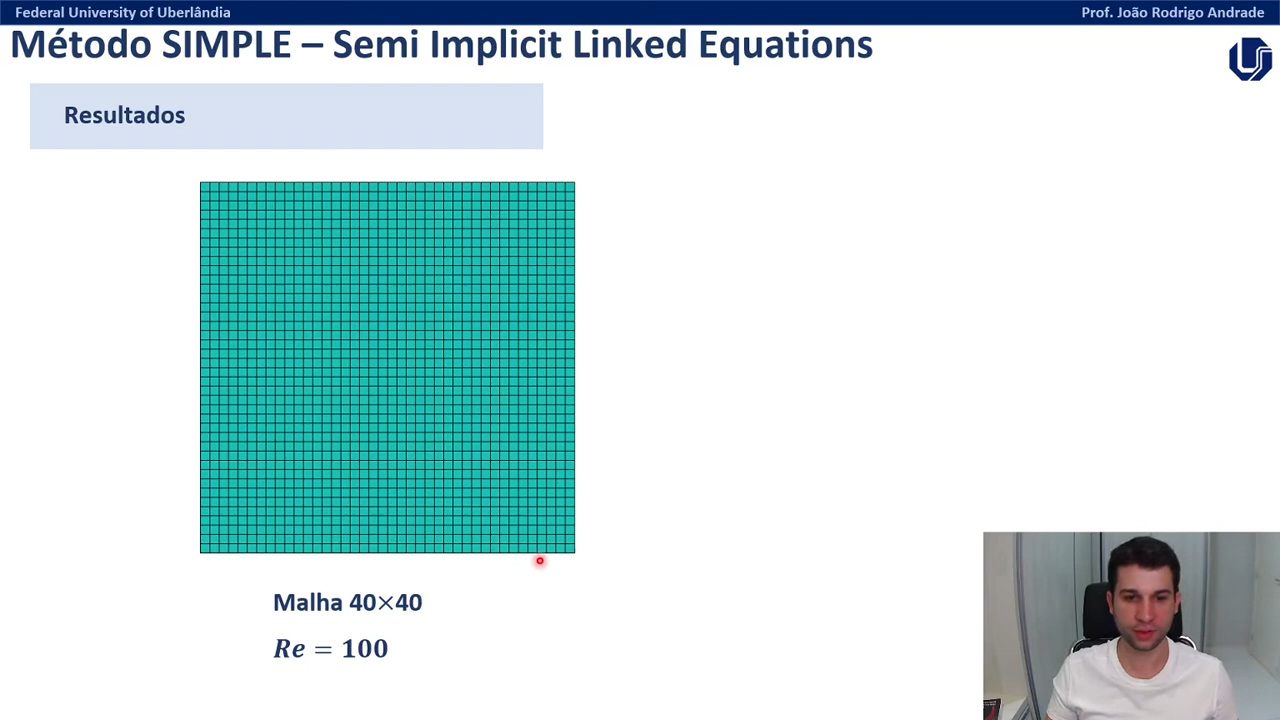 Federal University of Uberlândia
Prof. João Rodrigo Andrade
Método SIMPLE – Semi Implicit Linked Equations
Resultados
Malha 40×40
Re = 100